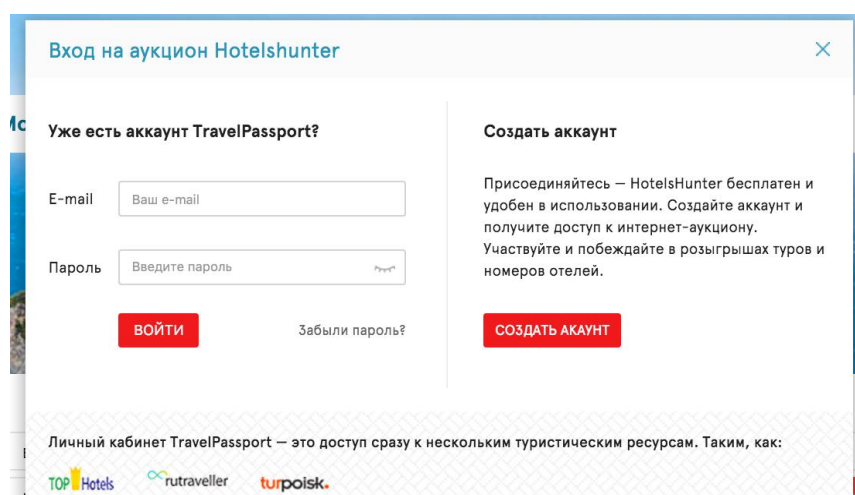 Вход на аукцион Hotelshunter
Уже есть аккаунт TravelPassport?
Создать аккаунт
E-mail
Ваш e-mail
Пароль
Введите пароль
ВОЙТИ
Забыли пароль?
Присоединяйтесь — HotelsHunter бесплатен и
удобен в использовании. Создайте аккаунт и
получите доступ к интернет-аукциону.
Участвуйте и побеждайте в розыгрышах туров и
номеров отелей.
СОЗДАТЬ АКАУНТ
Личный кабинет TravelPassport — это доступ сразу к нескольким туристическим ресурсам. Таким, как:
TOP Hotels
rutraveller
turpoisk.